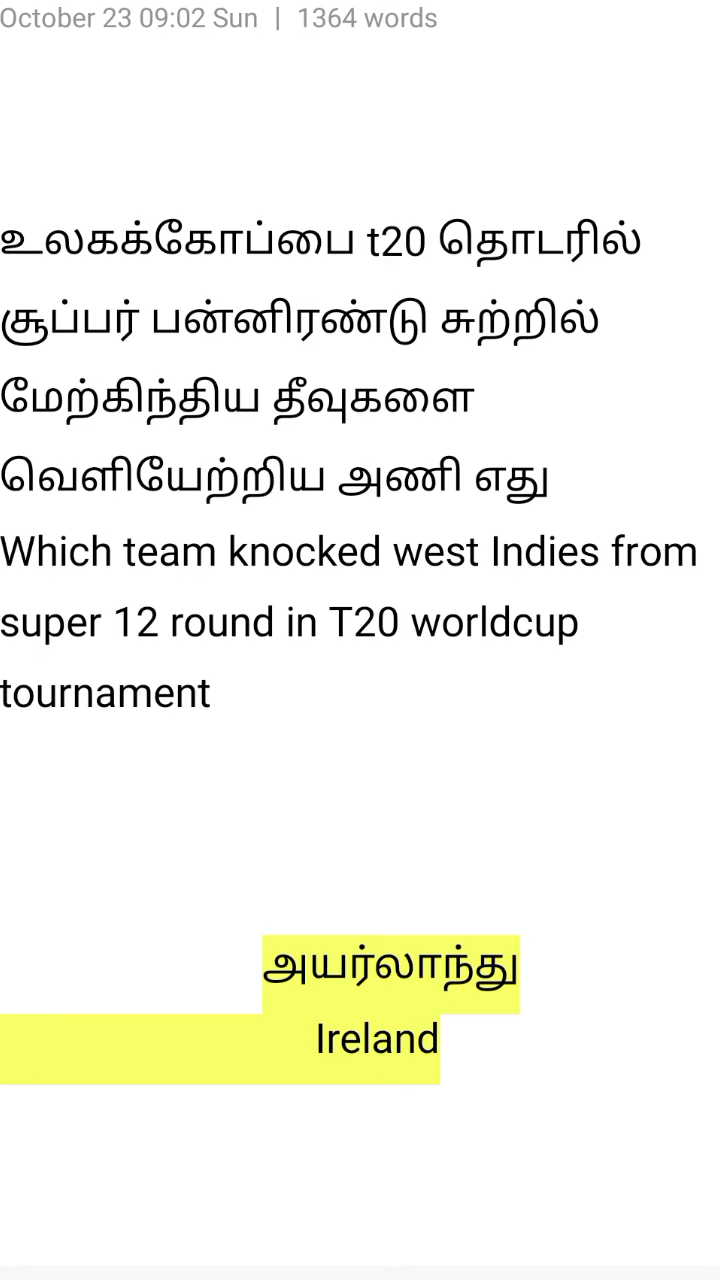 October 23 09:02 Sun | 1364 words
உலகக்கோப்பை t20 தொடரில்
சூப்பர் பன்னிரண்டு சுற்றில்
மேற்கிந்திய தீவுகளை
வெளியேற்றிய அணி எது
Which team knocked west Indies from
super 12 round in T20 worldcup
tournament
அயர்லாந்து
Ireland